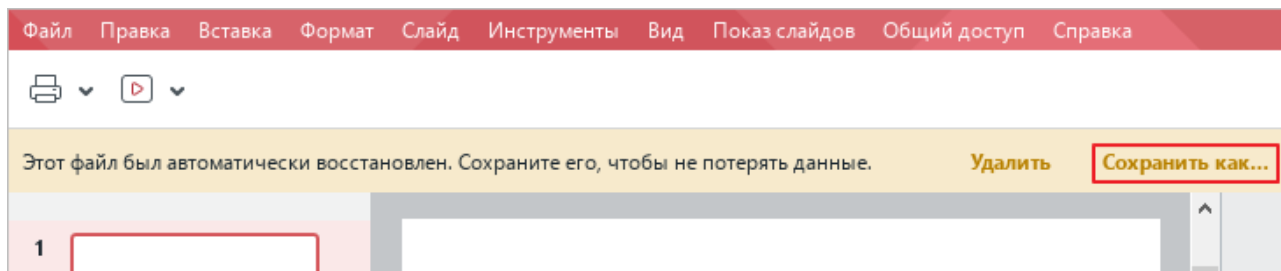 Файл Правка Вставка Формат Слайд Инструменты Вид Показ слайдов Общий доступ Справка
Этот файл был автоматически восстановлен. Сохраните его, чтобы не потерять данные. Удалить Сохранить как...
1